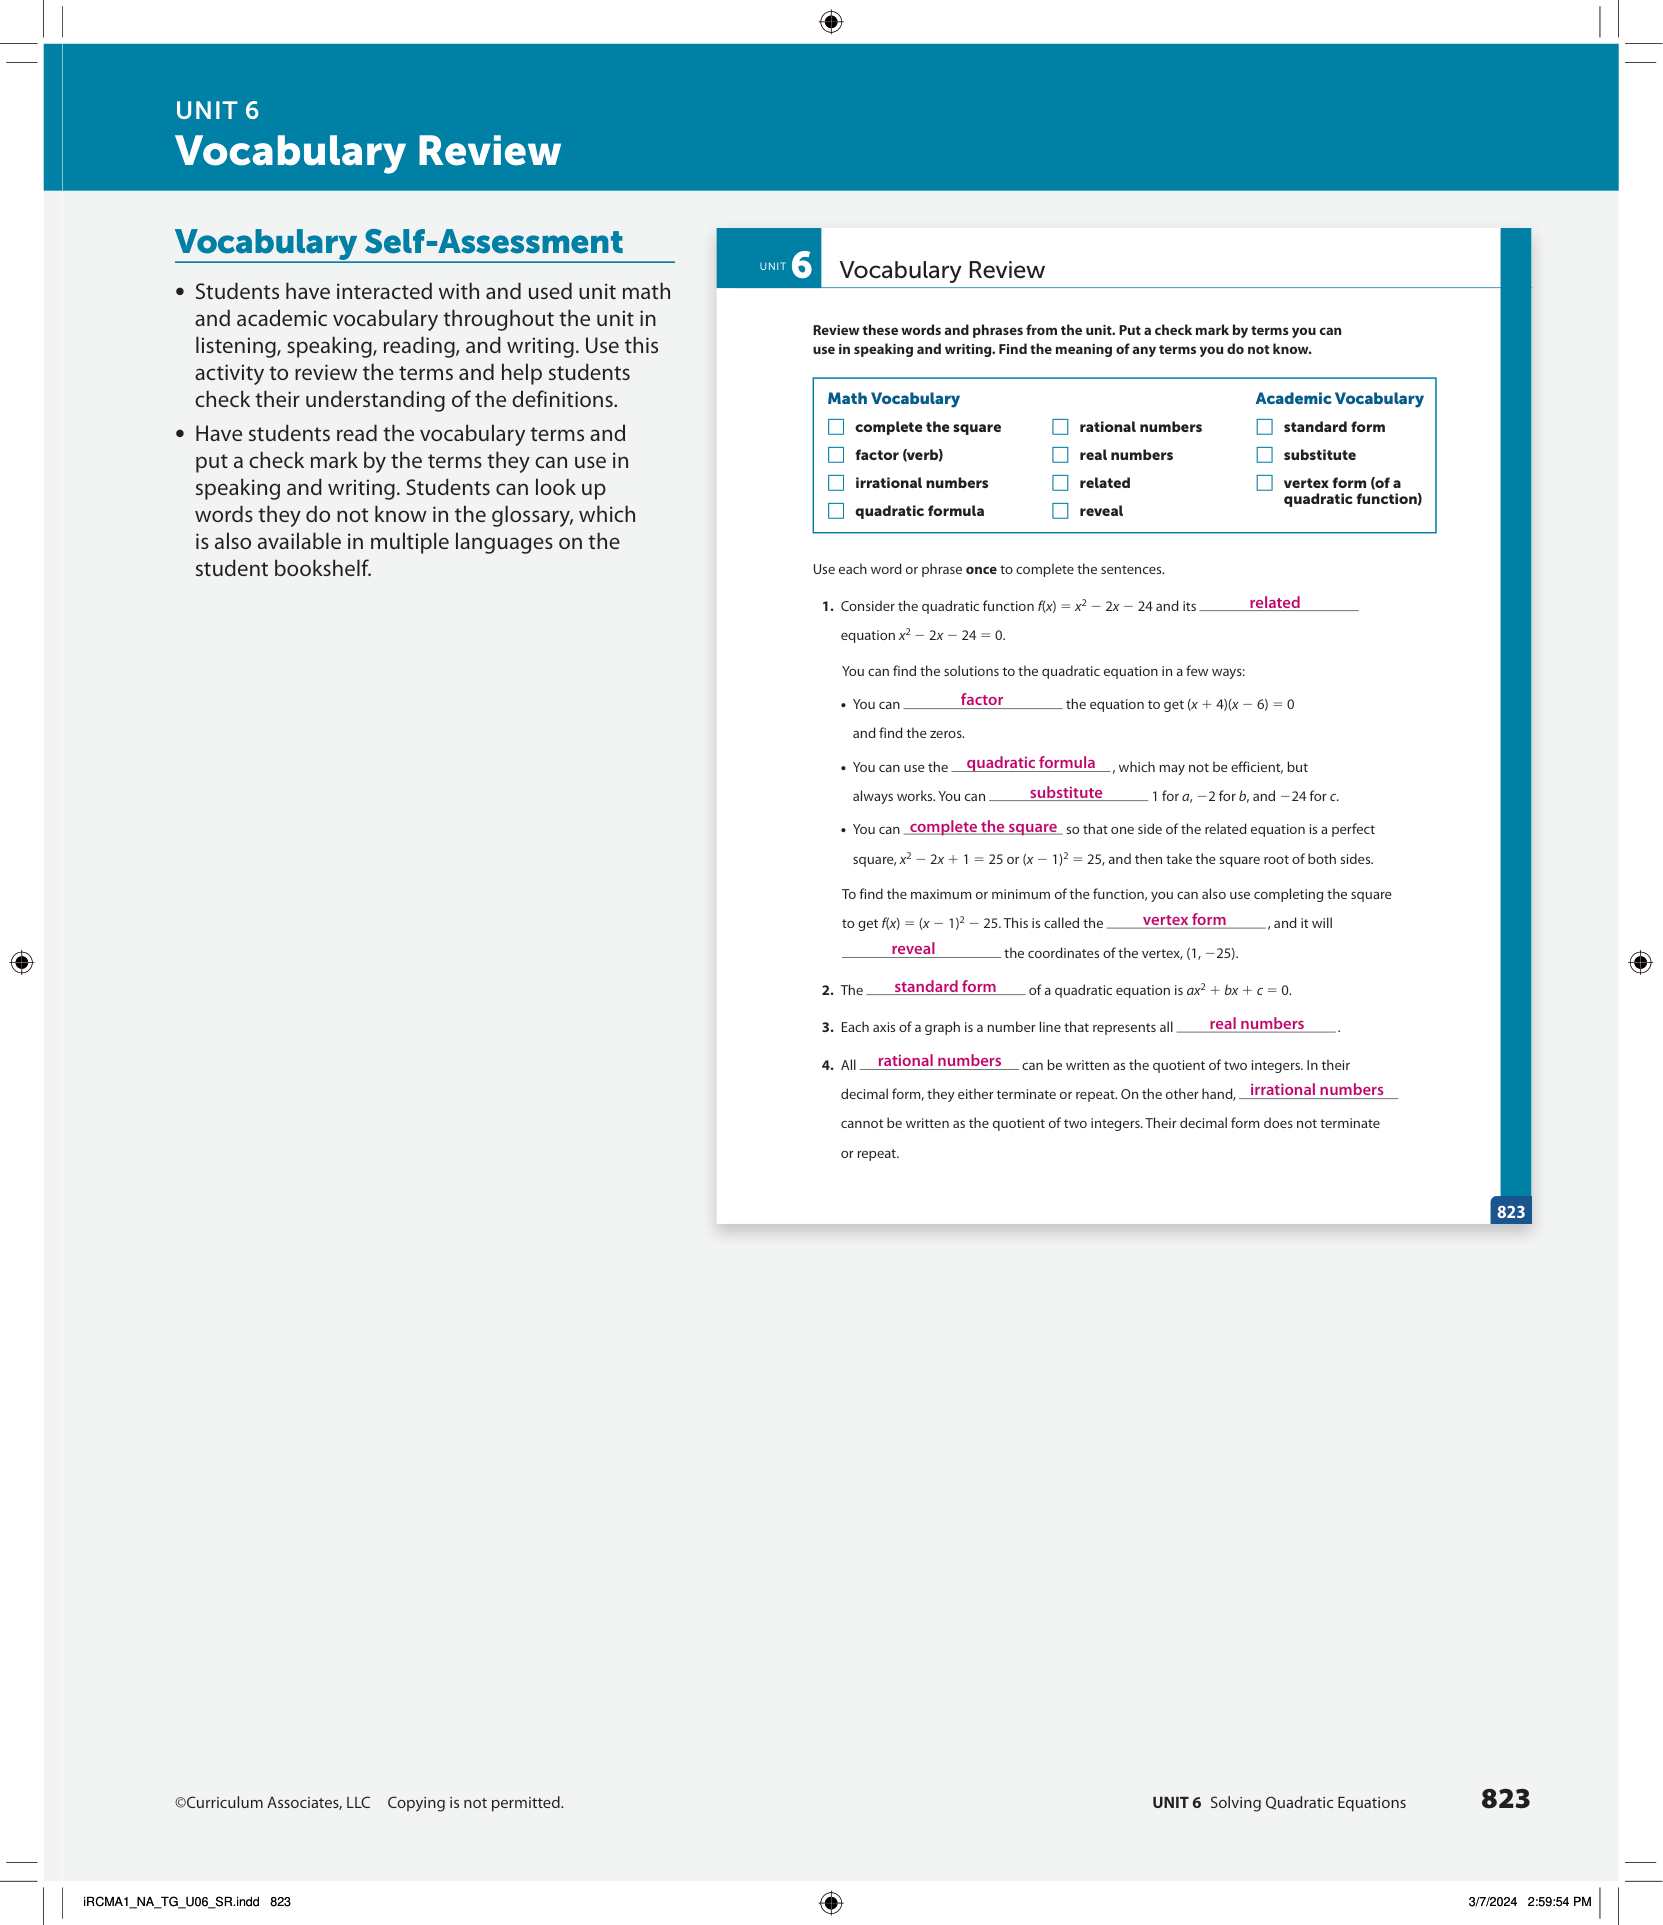 UNIT 6
Vocabulary Review
Vocabulary Self-Assessment
• Students have interacted with and used unit math
and academic vocabulary throughout the unit in
listening, speaking, reading, and writing. Use this
activity to review the terms and help students
check their understanding of the definitions.
• Have students read the vocabulary terms and
put a check mark by the terms they can use in
speaking and writing. Students can look up
words they do not know in the glossary, which
is also available in multiple languages on the
student bookshelf.
UNIT 6 Vocabulary Review
Review these words and phrases from the unit. Put a check mark by terms you can
use in speaking and writing. Find the meaning of any terms you do not know.
Math Vocabulary
complete the square
factor (verb)
irrational numbers
quadratic formula
rational numbers
real numbers
related
reveal
Academic Vocabulary
standard form
substitute
vertex form (of a
quadratic function)
Use each word or phrase once to complete the sentences.
1. Consider the quadratic function f(x) = x² − 2x − 24 and its related
equation x² − 2x − 24 = 0.
You can find the solutions to the quadratic equation in a few ways:
• You can factor the equation to get (x + 4)(x − 6) = 0
and find the zeros.
• You can use the quadratic formula, which may not be efficient, but
always works. You can substitute 1 for a, −2 for b, and −24 for c.
• You can complete the square so that one side of the related equation is a perfect
square, x² − 2x + 1 = 25 or (x − 1)² = 25, and then take the square root of both sides.
To find the maximum or minimum of the function, you can also use completing the square
to get f(x) = (x − 1)² − 25. This is called the vertex form, and it will
reveal the coordinates of the vertex, (1, −25).
2. The standard form of a quadratic equation is ax² + bx + c = 0.
3. Each axis of a graph is a number line that represents all real numbers.
4. All rational numbers can be written as the quotient of two integers. In their
decimal form, they either terminate or repeat. On the other hand, irrational numbers
cannot be written as the quotient of two integers. Their decimal form does not terminate
or repeat.
823
©Curriculum Associates, LLC Copying is not permitted.
UNIT 6 Solving Quadratic Equations 823
iRCMA1_NA_TG_U06_SR.indd 823
3/7/2024 2:59:54 PM